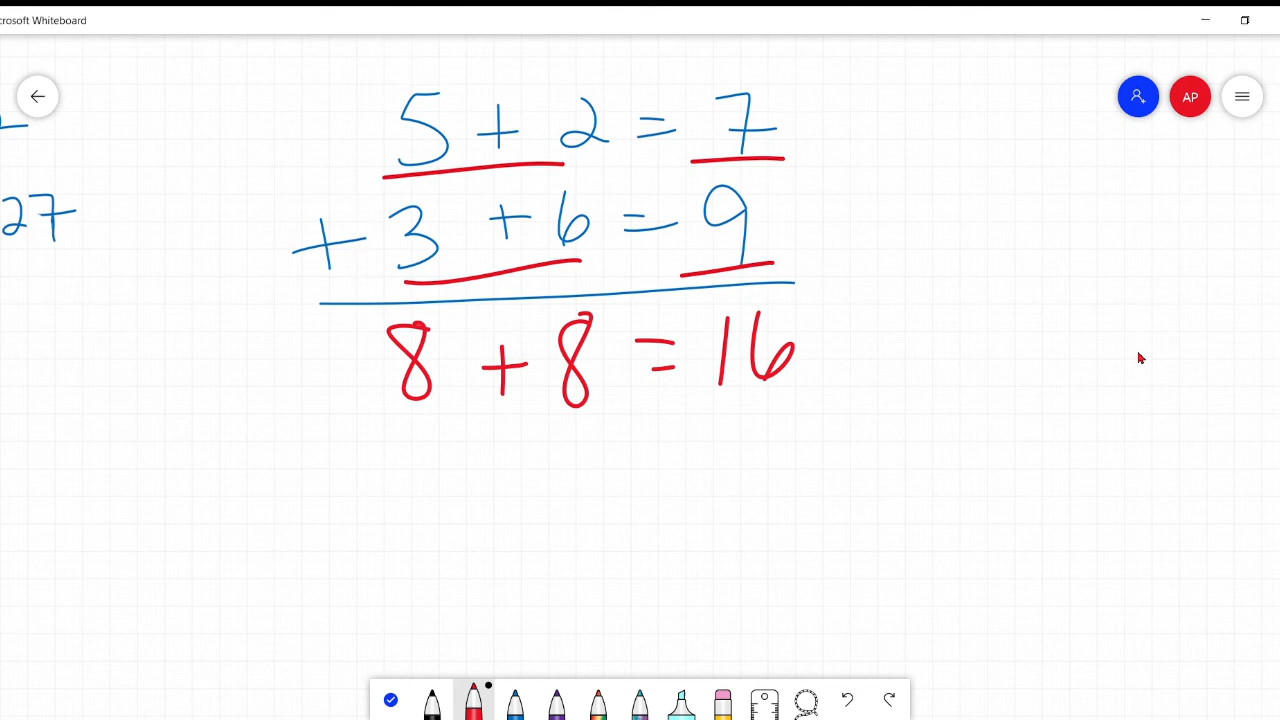 crosoft Whiteboard
AP
5 + 2 = 7
27
+ 3 + 6 = 9
8 + 8 = 16